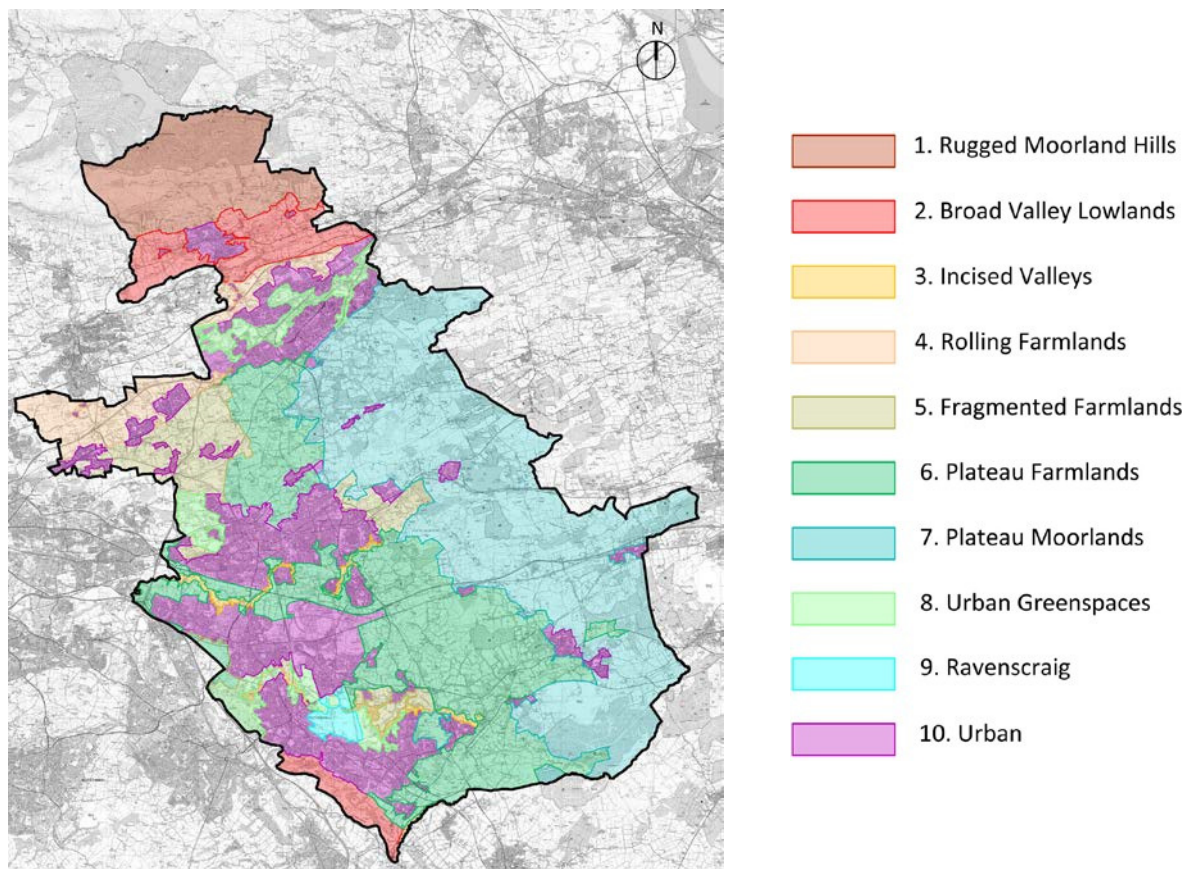 N
1. Rugged Moorland Hills
2. Broad Valley Lowlands
3. Incised Valleys
4. Rolling Farmlands
5. Fragmented Farmlands
6. Plateau Farmlands
7. Plateau Moorlands
8. Urban Greenspaces
9. Ravenscraig
10. Urban